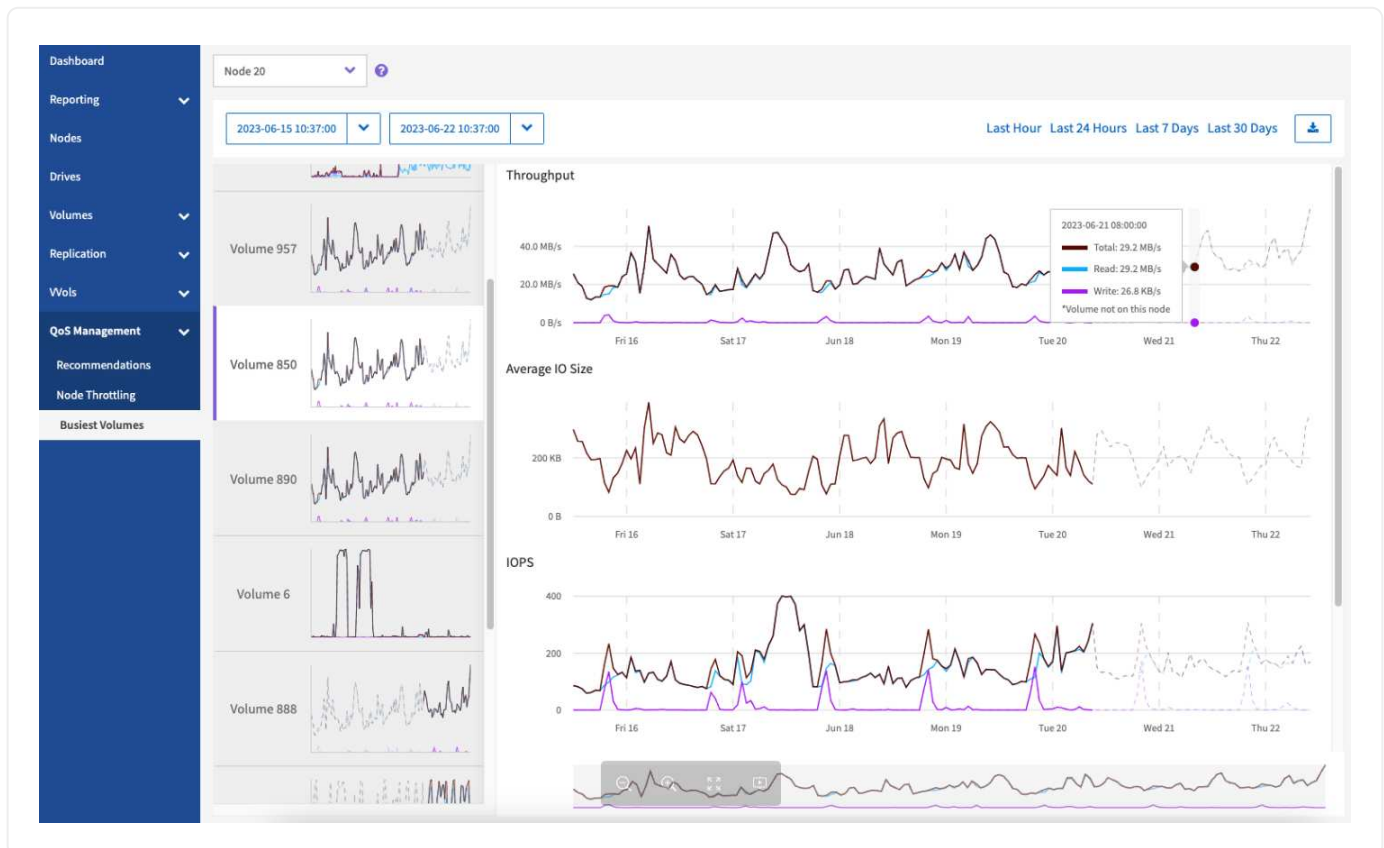 Dashboard
Reporting
Nodes
Drives
Volumes
Replication
VVols
QoS Management
Recommendations
Node Throttling
Busiest Volumes
Node 20
?
2023-06-15 10:37:00
2023-06-22 10:37:00
Last Hour Last 24 Hours Last 7 Days Last 30 Days
Volume 957
Volume 850
Volume 890
Volume 6
Volume 888
Throughput
40.0 MB/s
20.0 MB/s
0 B/s
2023-06-21 08:00:00
Total: 29.2 MB/s
Read: 29.2 MB/s
Write: 26.8 KB/s
*Volume not on this node
Fri 16 Sat 17 Jun 18 Mon 19 Tue 20 Wed 21 Thu 22
Average IO Size
200 KB
0 B
Fri 16 Sat 17 Jun 18 Mon 19 Tue 20 Wed 21 Thu 22
IOPS
400
200
0
Fri 16 Sat 17 Jun 18 Mon 19 Tue 20 Wed 21 Thu 22